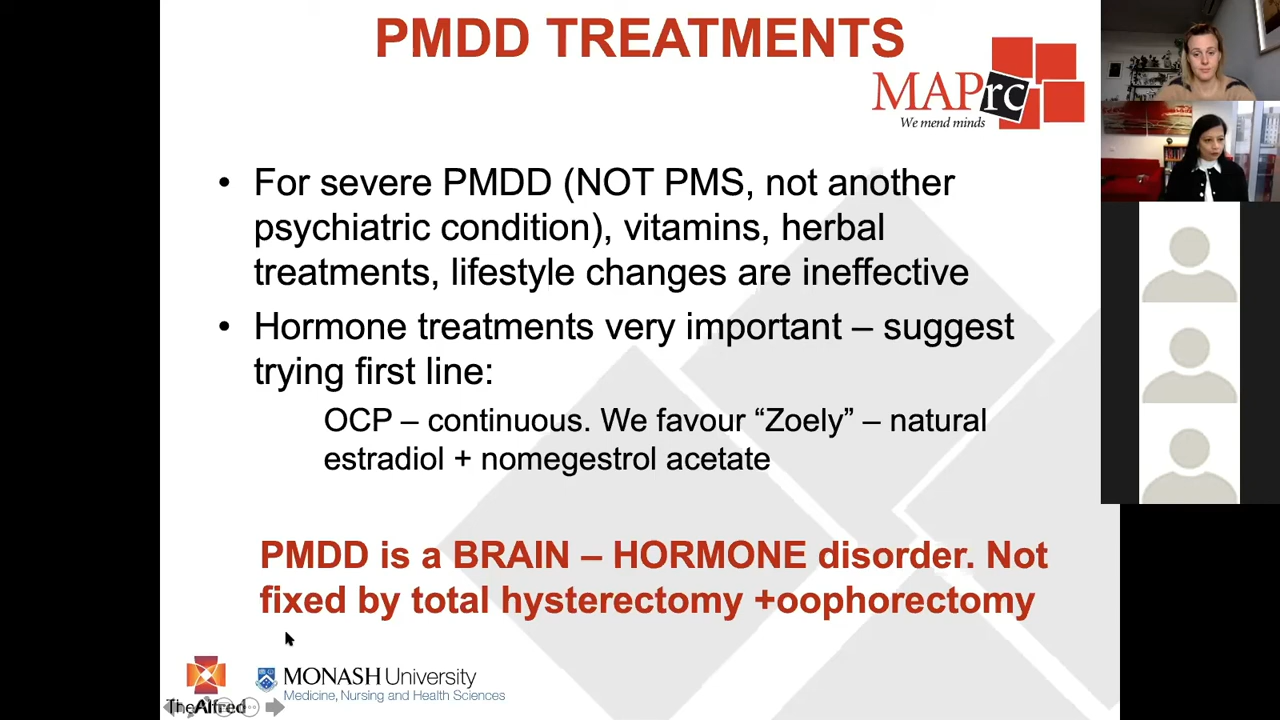 PMDD TREATMENTS
MAPrc
We mend minds
• For severe PMDD (NOT PMS, not another
psychiatric condition), vitamins, herbal
treatments, lifestyle changes are ineffective
• Hormone treatments very important – suggest
trying first line:
OCP – continuous. We favour “Zoely” – natural
estradiol + nomegestrol acetate
PMDD is a BRAIN – HORMONE disorder. Not
fixed by total hysterectomy +oophorectomy
TheAlfred
MONASH University
Medicine, Nursing and Health Sciences